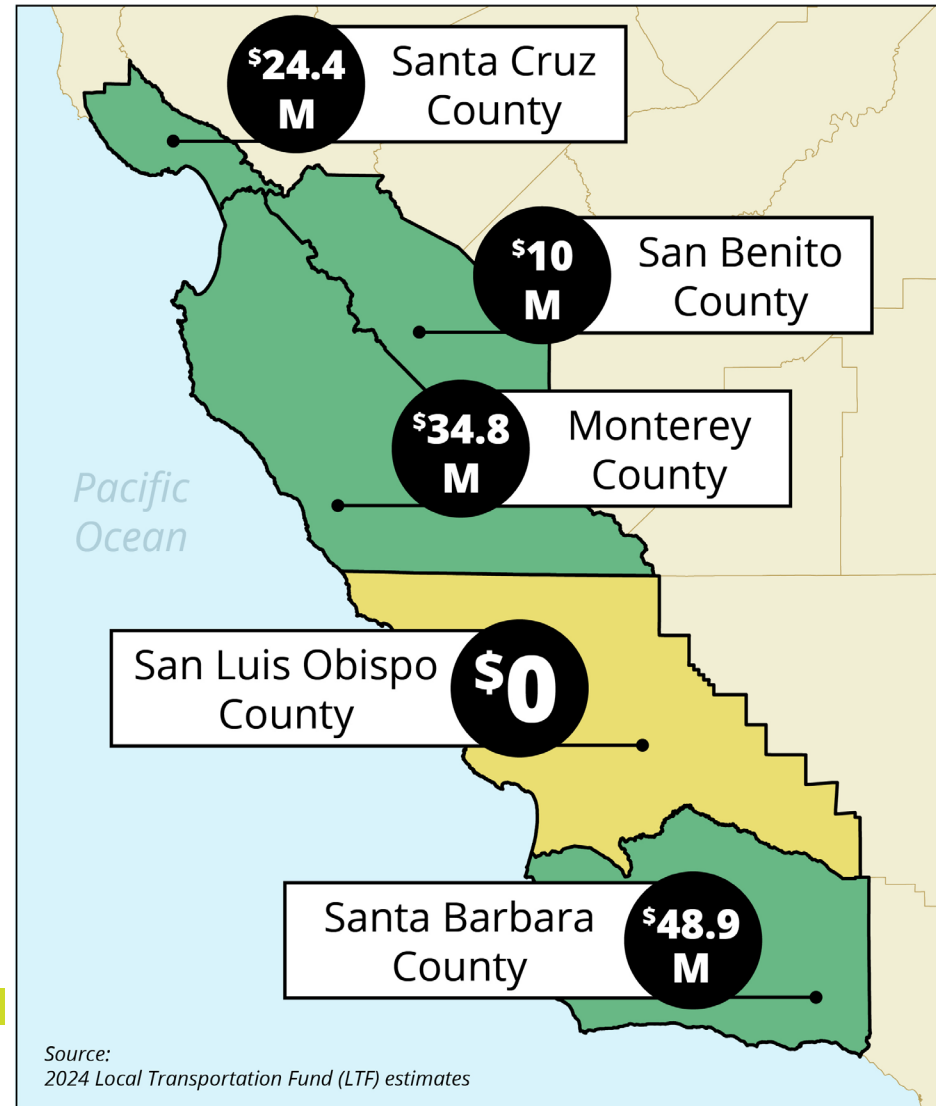 $24.4
M
Santa Cruz
County
$10
M
San Benito
County
$34.8
M
Monterey
County
Pacific
Ocean
San Luis Obispo
County
$0
Santa Barbara
County
$48.9
M
Source:
2024 Local Transportation Fund (LTF) estimates